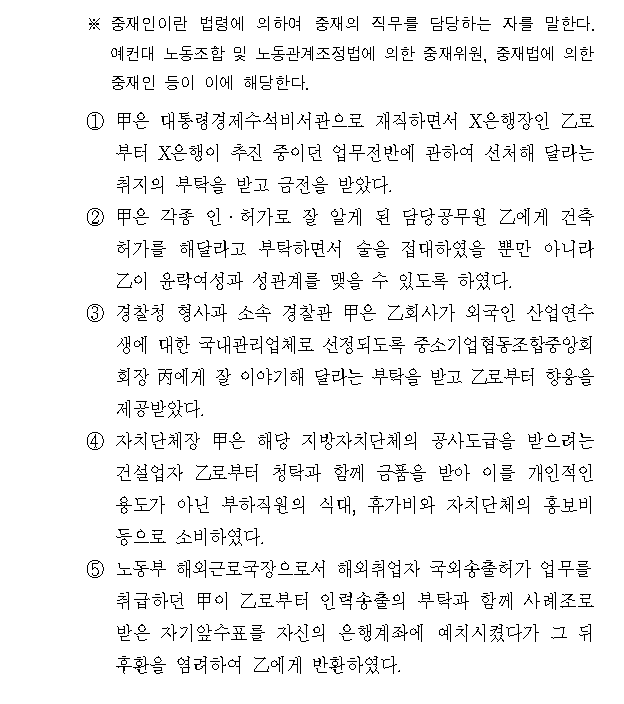 ※ 중재인이란 법령에 의하여 중재의 직무를 담당하는 자를 말한다.
예컨대 노동조합 및 노동관계조정법에 의한 중재위원, 중재법에 의한
중재인 등이 이에 해당한다.
① 甲은 대통령경제수석비서관으로 재직하면서 X은행장인 乙로
부터 X은행이 추진 중이던 업무전반에 관하여 선처해 달라는
취지의 부탁을 받고 금전을 받았다.
② 甲은 각종 인·허가로 잘 알게 된 담당공무원 乙에게 건축
허가를 해달라고 부탁하면서 술을 접대하였을 뿐만 아니라
乙이 윤락여성과 성관계를 맺을 수 있도록 하였다.
③ 경찰청 형사과 소속 경찰관 甲은 乙회사가 외국인 산업연수
생에 대한 국내관리업체로 선정되도록 중소기업협동조합중앙회
회장 丙에게 잘 이야기해 달라는 부탁을 받고 乙로부터 향응을
제공받았다.
④ 자치단체장 甲은 해당 지방자치단체의 공사도급을 받으려는
건설업자 乙로부터 청탁과 함께 금품을 받아 이를 개인적인
용도가 아닌 부하직원의 식대, 휴가비와 자치단체의 홍보비
등으로 소비하였다.
⑤ 노동부 해외근로국장으로서 해외취업자 국외송출허가 업무를
취급하던 甲이 乙로부터 인력송출의 부탁과 함께 사례조로
받은 자기앞수표를 자신의 은행계좌에 예치시켰다가 그 뒤
후환을 염려하여 乙에게 반환하였다.